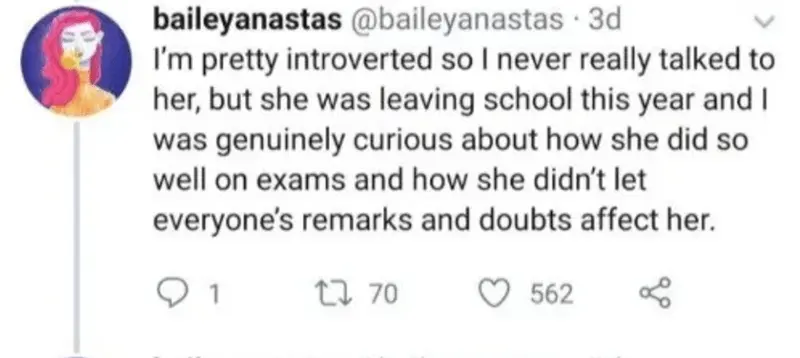 baileyanastas @baileyanastas · 3d
I'm pretty introverted so I never really talked to
her, but she was leaving school this year and I
was genuinely curious about how she did so
well on exams and how she didn't let
everyone's remarks and doubts affect her.
1 70 562